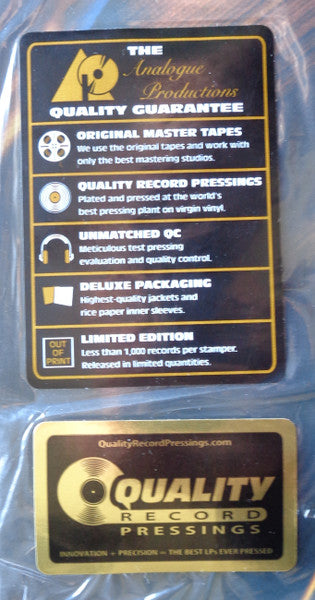 THE
Analogue
Productions
QUALITY GUARANTEE
ORIGINAL MASTER TAPES
We use the original tapes and work with
only the best mastering studios.
QUALITY RECORD PRESSINGS
Plated and pressed at the world's
best pressing plant on virgin vinyl.
UNMATCHED QC
Meticulous test pressing
evaluation and quality control.
DELUXE PACKAGING
Highest-quality jackets and
rice paper inner sleeves.
OUT
OF
PRINT
LIMITED EDITION
Less than 1,000 records per stamper.
Released in limited quantities.
QualityRecordPressings.com
QUALITY
RECORD
PRESSINGS
INNOVATION + PRECISION = THE BEST LPs EVER PRESSED